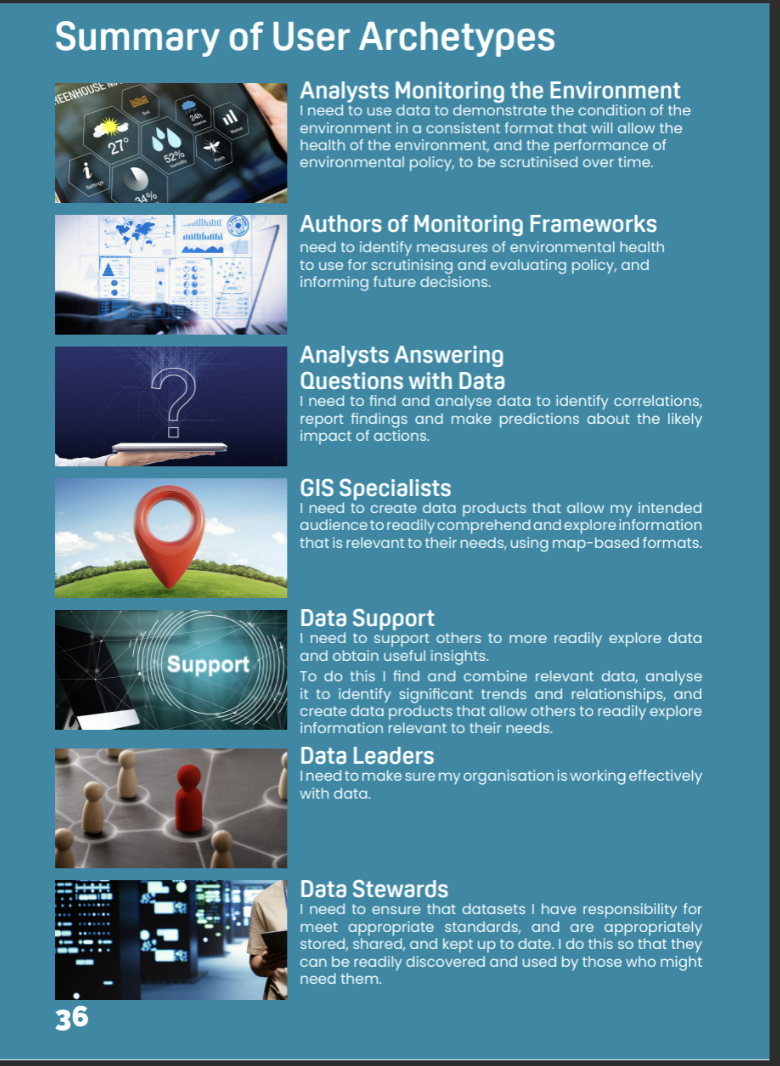 Summary of User Archetypes
EENHOUSE
Soil
24h
Market
27°
52%
Humidity
Settings
34%
Analysts Monitoring the Environment
I need to use data to demonstrate the condition of the
environment in a consistent format that will allow the
health of the environment, and the performance of
environmental policy, to be scrutinised over time.
Authors of Monitoring Frameworks
need to identify measures of environmental health
to use for scrutinising and evaluating policy, and
informing future decisions.
?
Analysts Answering
Questions with Data
I need to find and analyse data to identify correlations,
report findings and make predictions about the likely
impact of actions.
GIS Specialists
I need to create data products that allow my intended
audience to readily comprehend and explore information
that is relevant to their needs, using map-based formats.
Support
Data Support
I need to support others to more readily explore data
and obtain useful insights.
To do this I find and combine relevant data, analyse
it to identify significant trends and relationships, and
create data products that allow others to readily explore
information relevant to their needs.
Data Leaders
I need to make sure my organisation is working effectively
with data.
Data Stewards
I need to ensure that datasets I have responsibility for
meet appropriate standards, and are appropriately
stored, shared, and kept up to date. I do this so that they
can be readily discovered and used by those who might
need them.
36